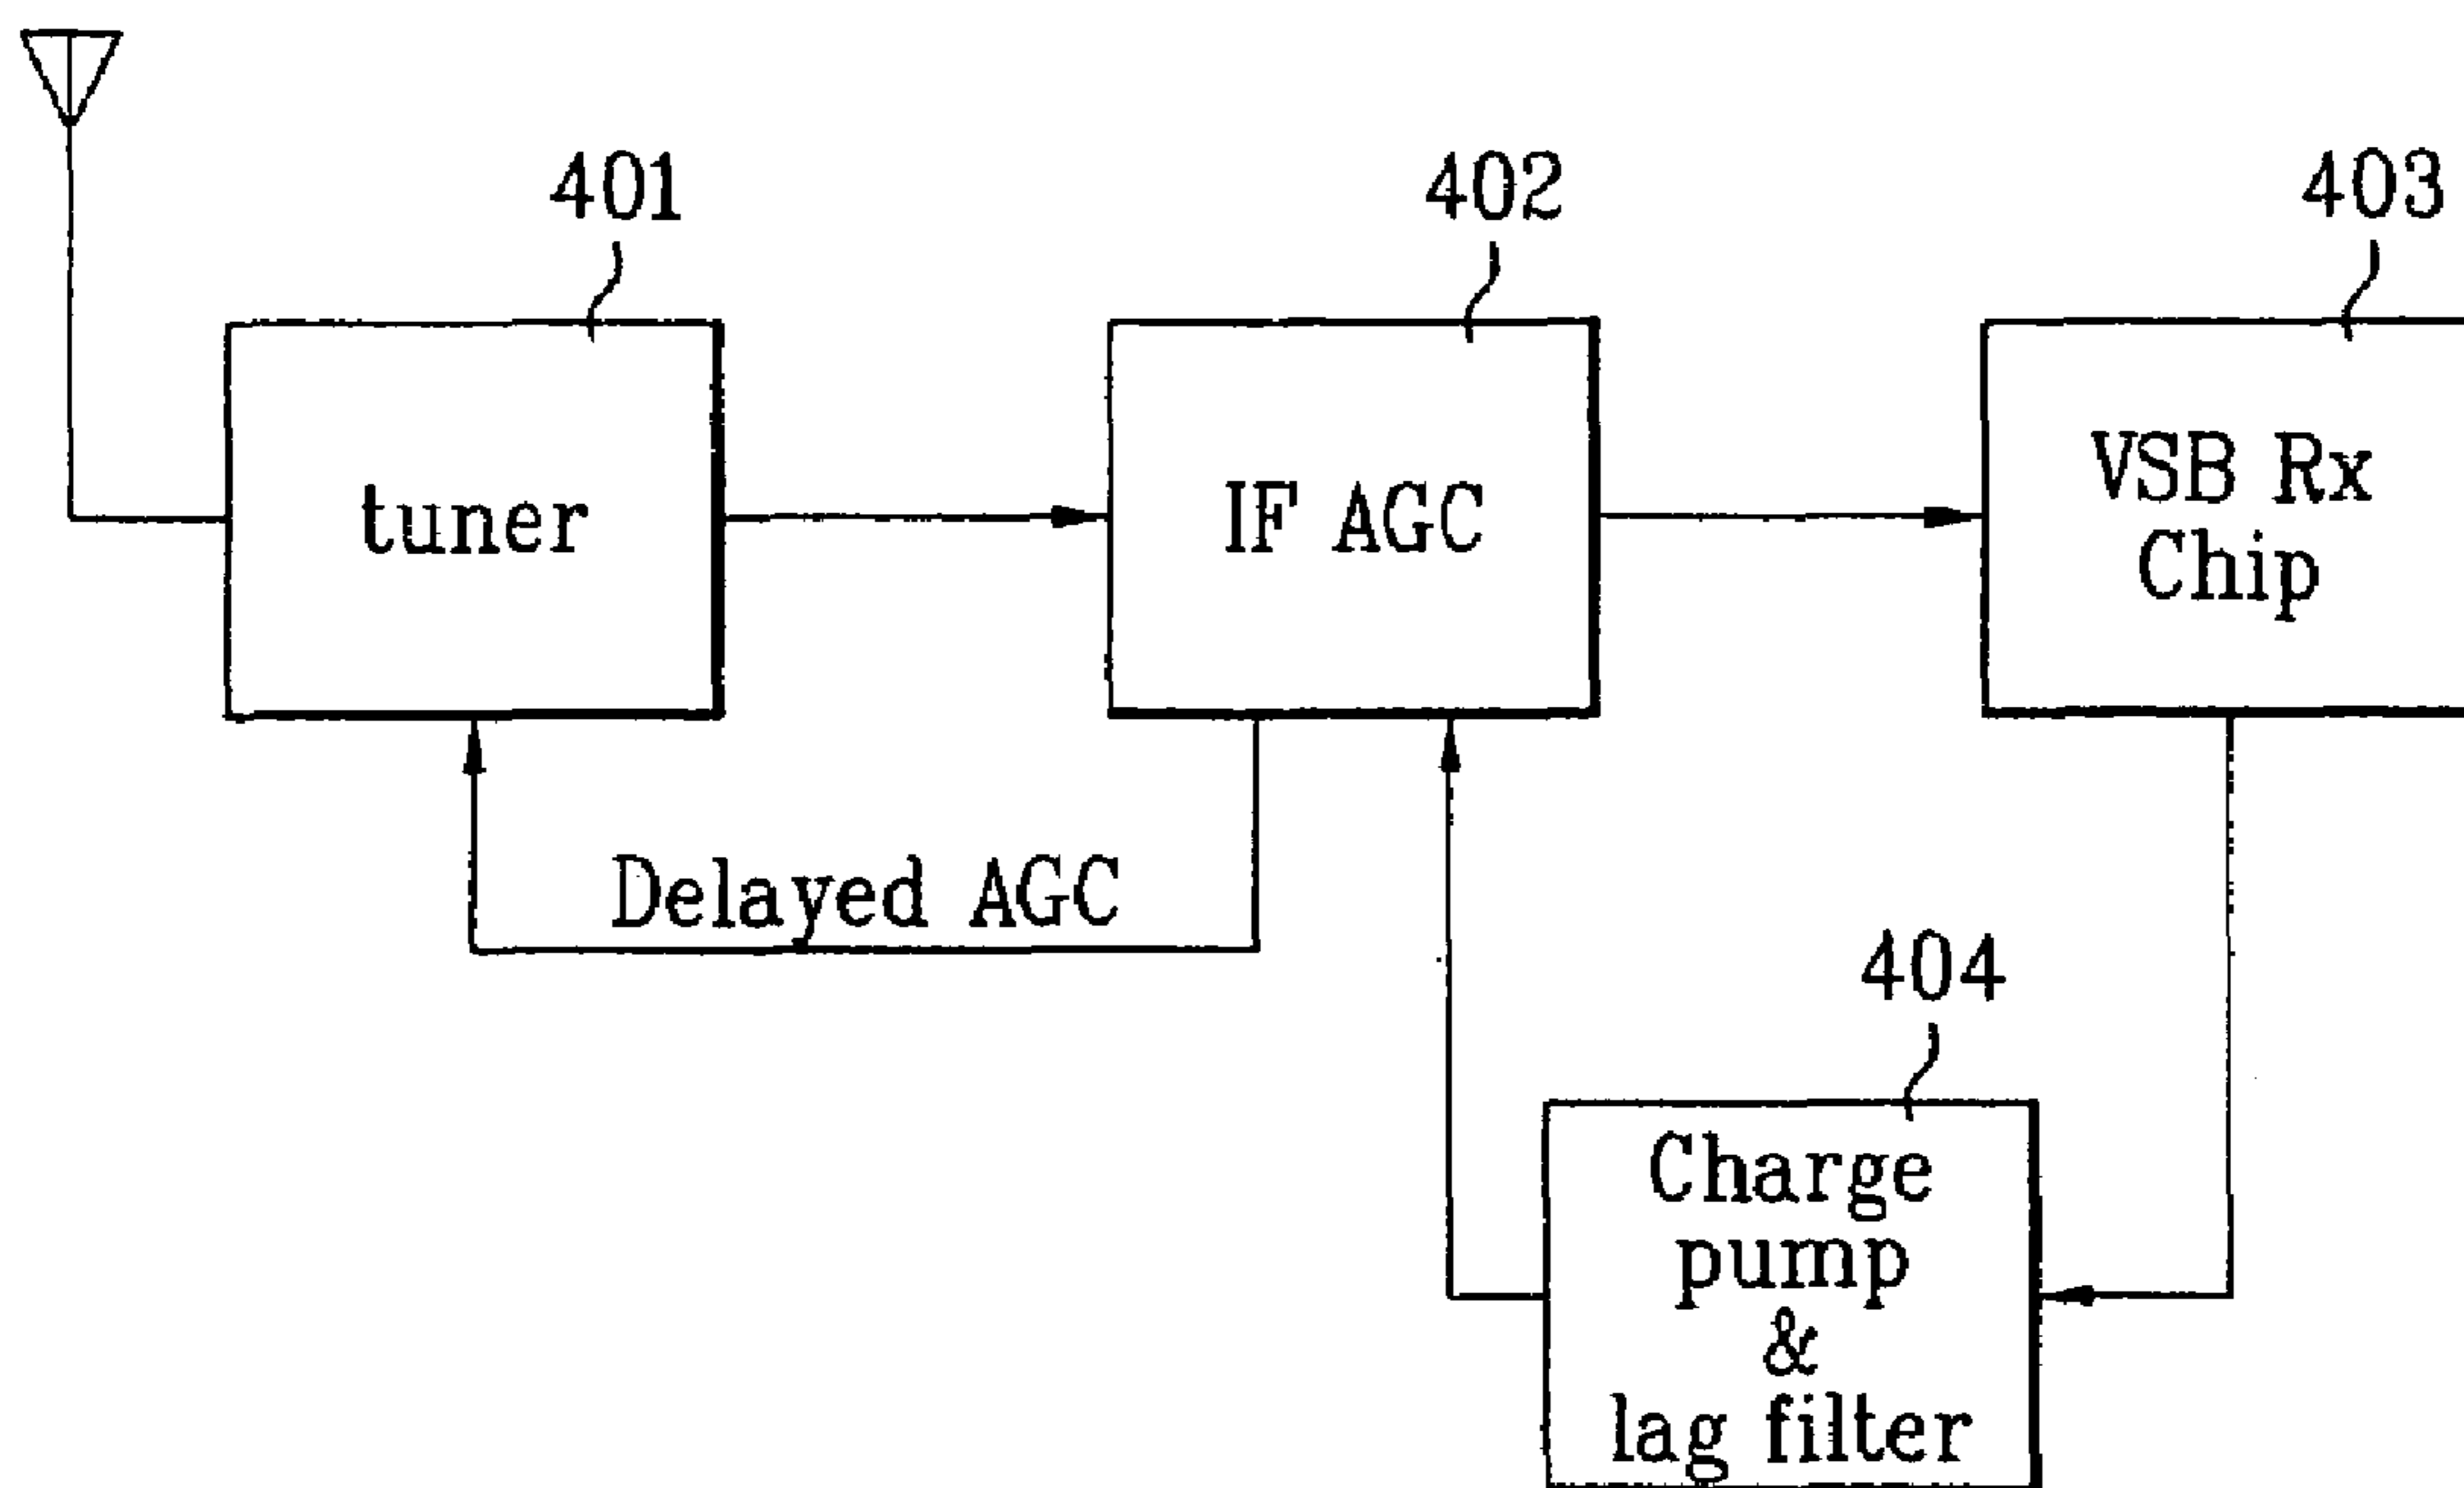 401
402
403
tuner
IF AGC
VSB Rx
Chip
Delayed AGC
404
Charge
pump
&
lag filter